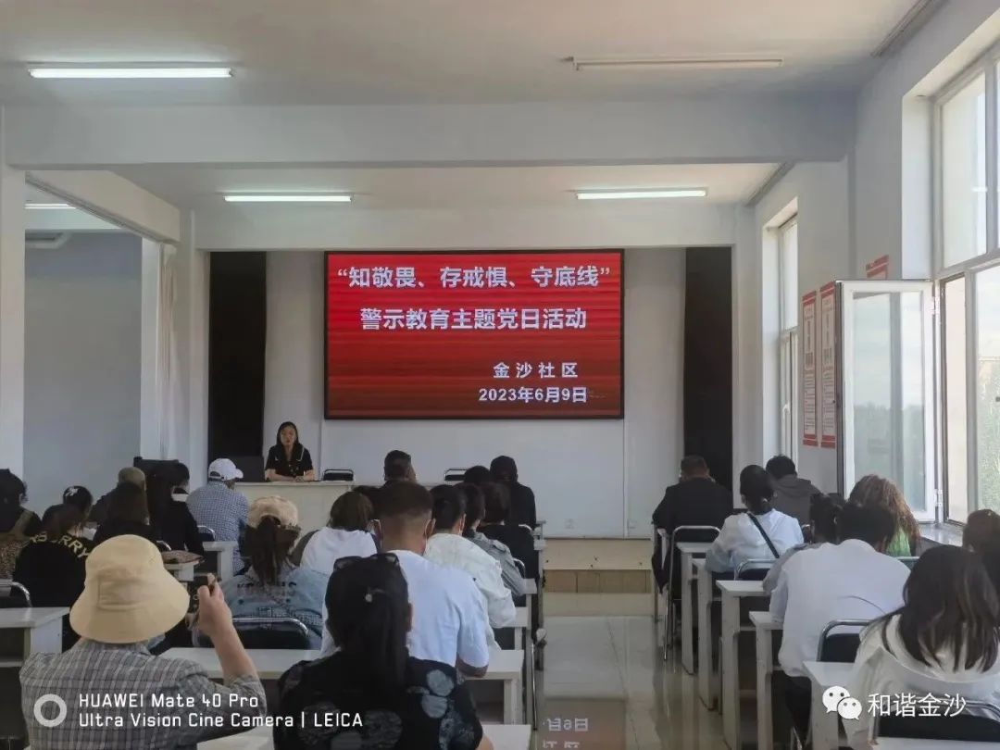 “知敬畏、存戒惧、守底线”
警示教育主题党日活动
金沙社区
2023年6月9日
HUAWEI Mate 40 Pro
Ultra Vision Cine Camera | LEICA
和谐金沙